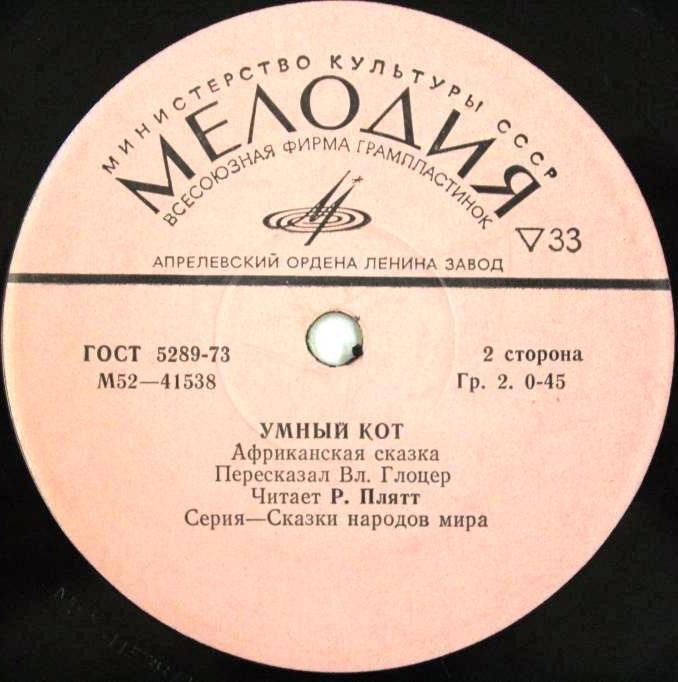 МИНИСТЕРСТВО КУЛЬТУРЫ СССР
МЕЛОДИЯ
ВСЕСОЮЗНАЯ ФИРМА ГРАМПЛАСТИНОК
▽33
АПРЕЛЕВСКИЙ ОРДЕНА ЛЕНИНА ЗАВОД
ГОСТ 5289-73
М52—41538
2 сторона
Гр. 2. 0-45
УМНЫЙ КОТ
Африканская сказка
Пересказал Вл. Глоцер
Читает Р. Плятт
Серия—Сказки народов мира